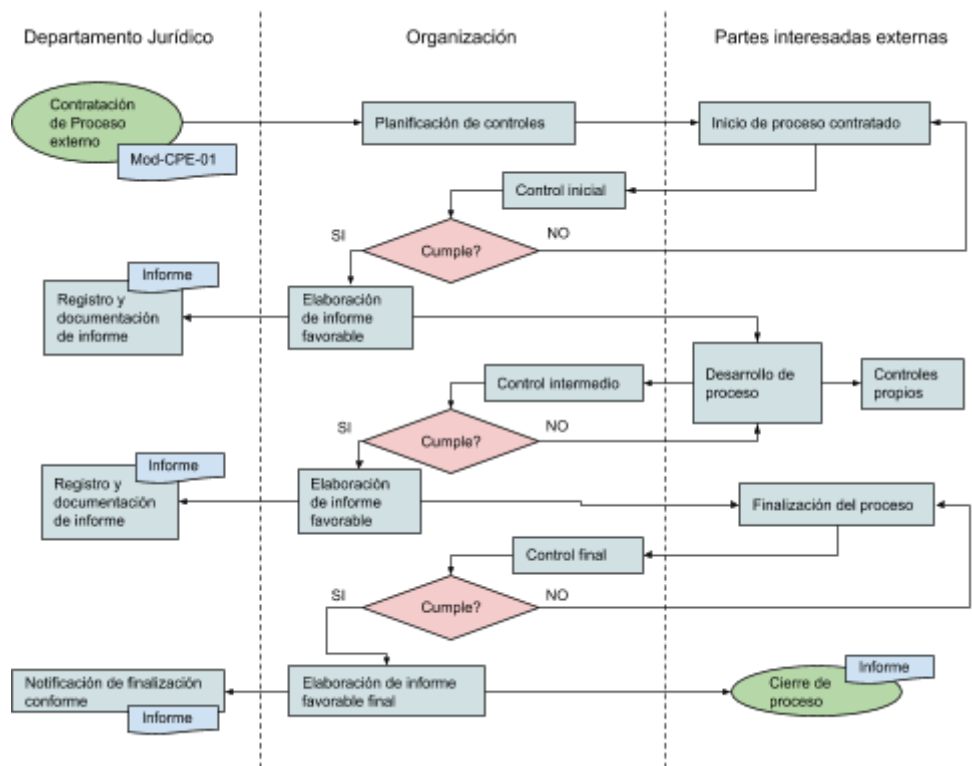 Departamento Jurídico
Organización
Partes interesadas externas
Contratación
de Proceso
externo
Mod-CPE-01
Planificación de controles
Inicio de proceso contratado
Control inicial
SI
Cumple?
NO
Informe
Registro y
documentación
de informe
Elaboración
de informe
favorable
Desarrollo de
proceso
Controles
propios
Control intermedio
SI
Cumple?
NO
Informe
Registro y
documentación
de informe
Elaboración
de informe
favorable
Finalización del proceso
Control final
SI
Cumple?
NO
Notificación de finalización
conforme
Informe
Elaboración de informe
favorable final
Informe
Cierre de
proceso